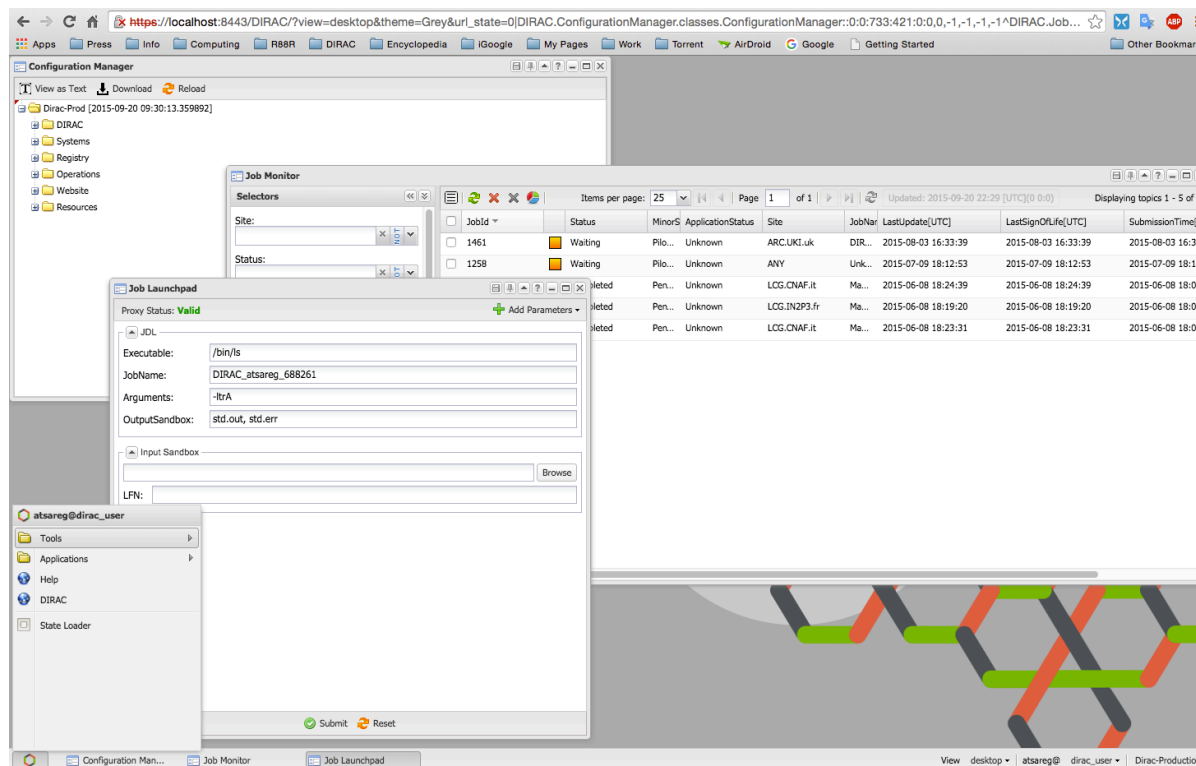 https://localhost:8443/DIRAC/?view=desktop&theme=Grey&url_state=0|DIRAC.ConfigurationManager.classes.ConfigurationManager::0:0:733:421:0:0,0,-1,-1,-1,-1^DIRAC.Job...
Apps Press Info Computing R88R DIRAC Encyclopedia iGoogle My Pages Work Torrent AirDroid Google Getting Started Other Bookmar
Configuration Manager
View as Text Download Reload
Dirac-Prod [2015-09-20 09:30:13.359892]
DIRAC
Systems
Registry
Operations
Website
Resources
Job Monitor
Selectors
Site:
NOT
Status:
Items per page: 25 Page 1 of 1 Updated: 2015-09-20 22:29 [UTC](0 0:0) Displaying topics 1 - 5 of
JobId Status MinorS ApplicationStatus Site JobNar LastUpdate[UTC] LastSignOfLife[UTC] SubmissionTime[
1461 Waiting Pilo... Unknown ARC.UKI.uk DIR... 2015-08-03 16:33:39 2015-08-03 16:33:39 2015-08-03 16:3
1258 Waiting Pilo... Unknown ANY Unk... 2015-07-09 18:12:53 2015-07-09 18:12:53 2015-07-09 18:1
pleted Pen... Unknown LCG.CNAF.it Ma... 2015-06-08 18:24:39 2015-06-08 18:24:39 2015-06-08 18:0
pleted Pen... Unknown LCG.IN2P3.fr Ma... 2015-06-08 18:19:20 2015-06-08 18:19:20 2015-06-08 18:0
pleted Pen... Unknown LCG.CNAF.it Ma... 2015-06-08 18:23:31 2015-06-08 18:23:31 2015-06-08 18:0
Job Launchpad
Proxy Status: Valid Add Parameters
JDL
Executable: /bin/ls
JobName: DIRAC_atsareg_688261
Arguments: -ltrA
OutputSandbox: std.out, std.err
Input Sandbox
Browse
LFN:
Submit Reset
atsareg@dirac_user
Tools
Applications
Help
DIRAC
State Loader
Configuration Man... Job Monitor Job Launchpad View desktop atsareg@ dirac_user Dirac-Productio